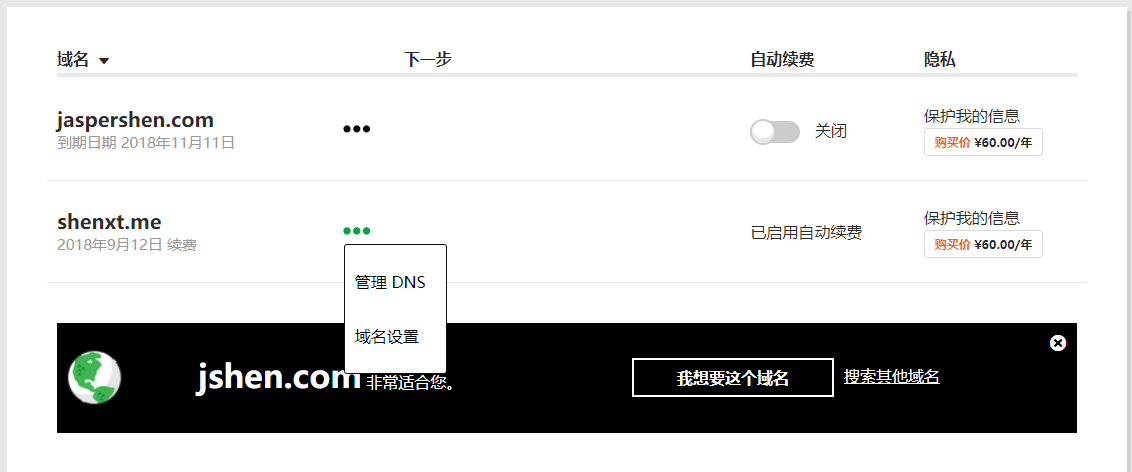 域名 下一步 自动续费 隐私
jaspershen.com
到期日期 2018年11月11日
关闭
保护我的信息
购买价 ¥60.00/年
shenxt.me
2018年9月12日 续费
已启用自动续费
保护我的信息
购买价 ¥60.00/年
管理 DNS
域名设置
jshen.com 非常适合您。
我想要这个域名
搜索其他域名